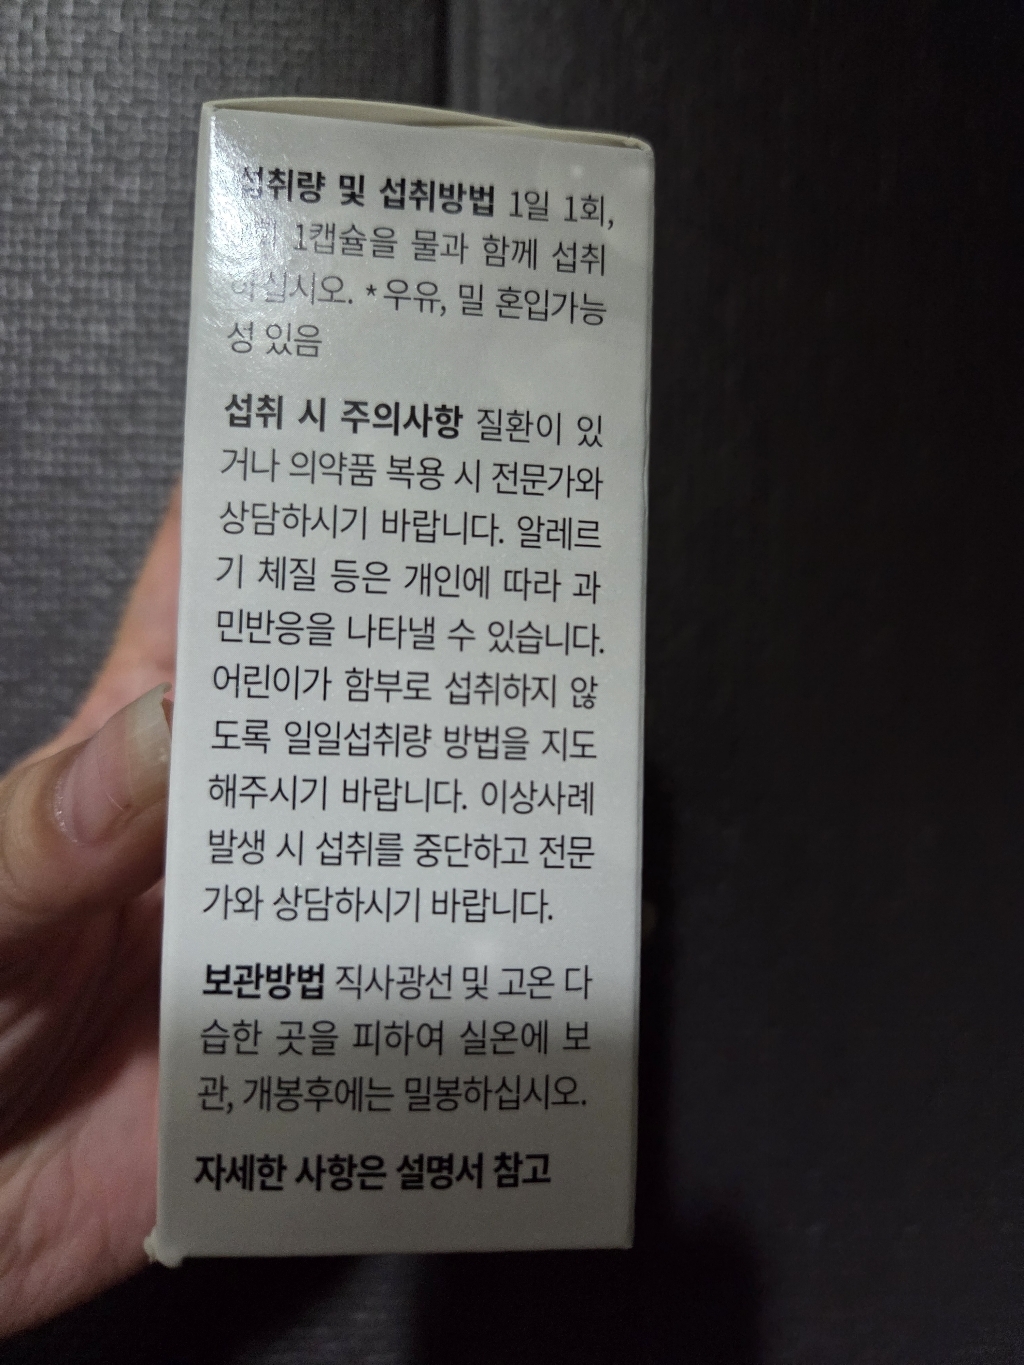 섭취량 및 섭취방법 1일 1회,
1캡슐을 물과 함께 섭취
하십시오. *우유, 밀 혼입가능
성 있음
섭취 시 주의사항 질환이 있
거나 의약품 복용 시 전문가와
상담하시기 바랍니다. 알레르
기 체질 등은 개인에 따라 과
민반응을 나타낼 수 있습니다.
어린이가 함부로 섭취하지 않
도록 일일섭취량 방법을 지도
해주시기 바랍니다. 이상사례
발생 시 섭취를 중단하고 전문
가와 상담하시기 바랍니다.
보관방법 직사광선 및 고온 다
습한 곳을 피하여 실온에 보
관, 개봉후에는 밀봉하십시오.
자세한 사항은 설명서 참고